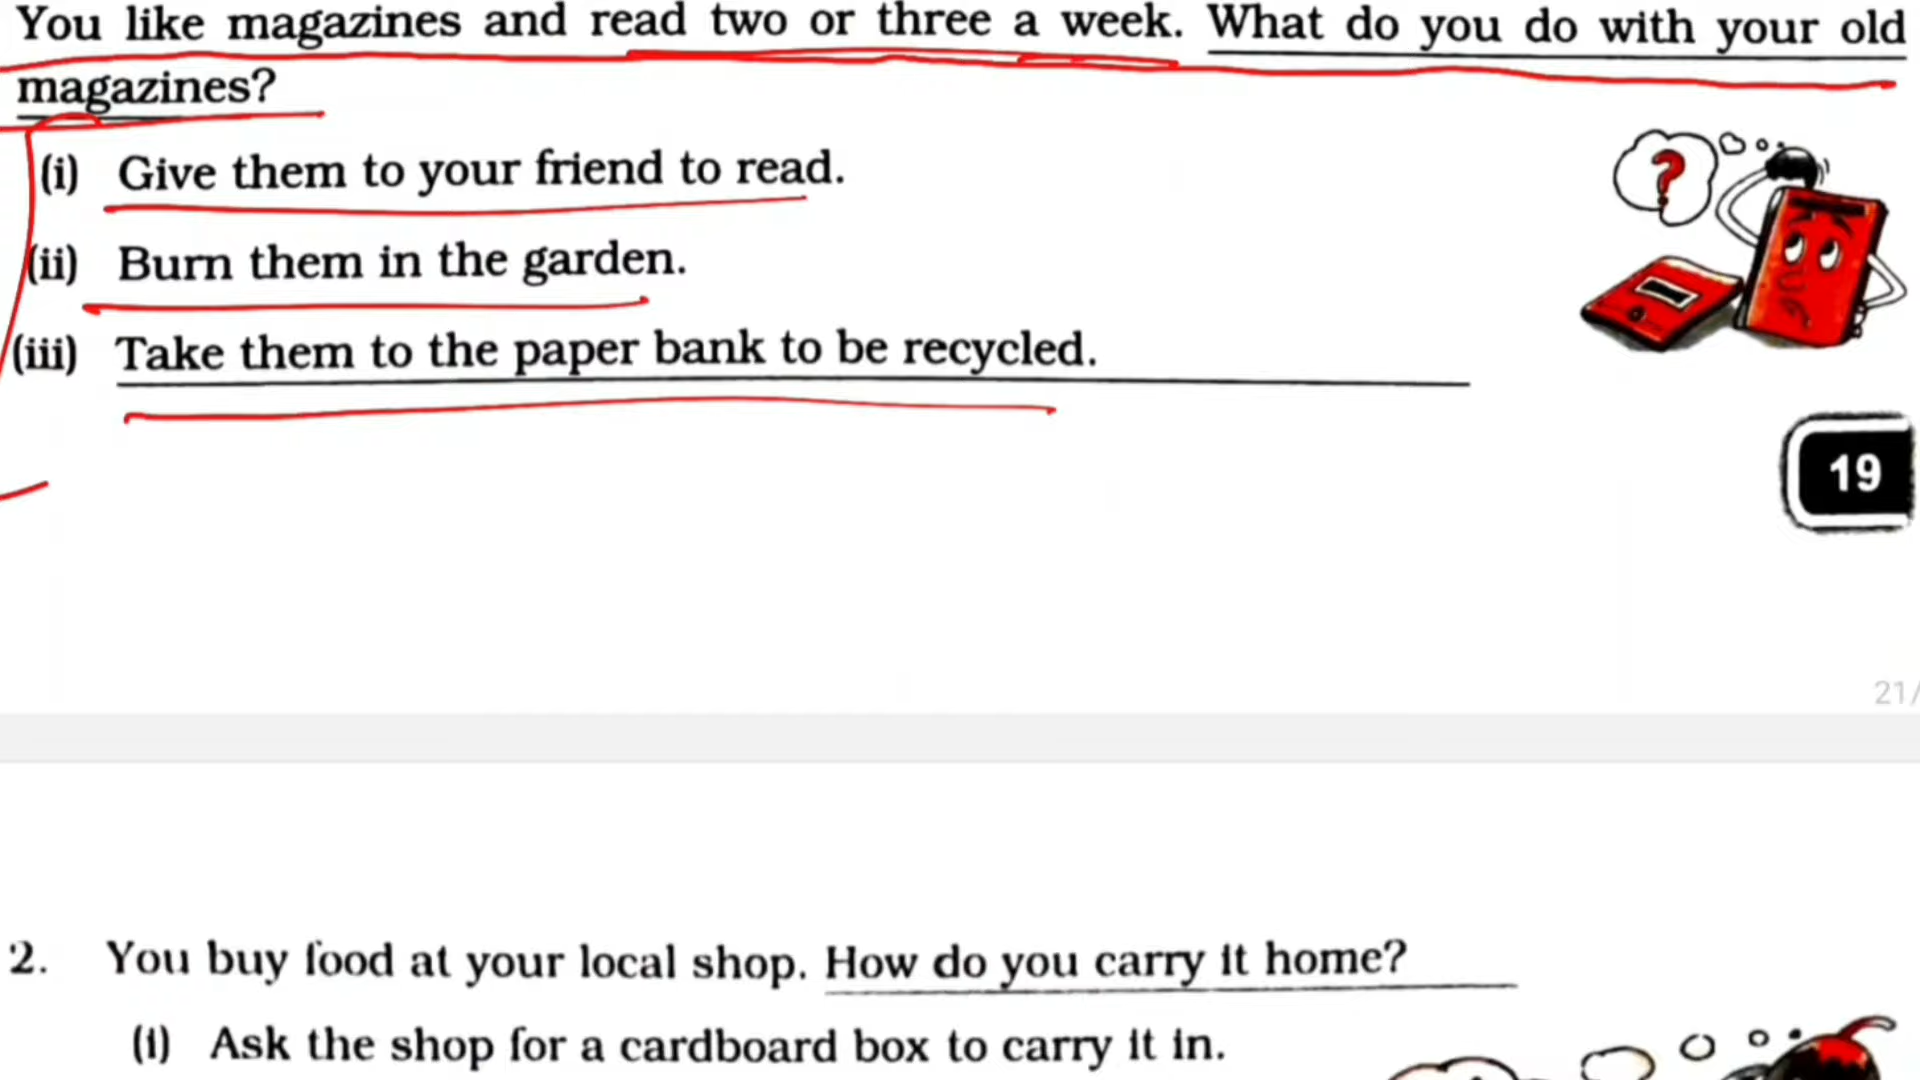 You like magazines and read two or three a week. What do you do with your old
magazines?
(i) Give them to your friend to read.
(ii) Burn them in the garden.
(iii) Take them to the paper bank to be recycled.
?
19
21/
2. You buy food at your local shop. How do you carry it home?
(i) Ask the shop for a cardboard box to carry it in.